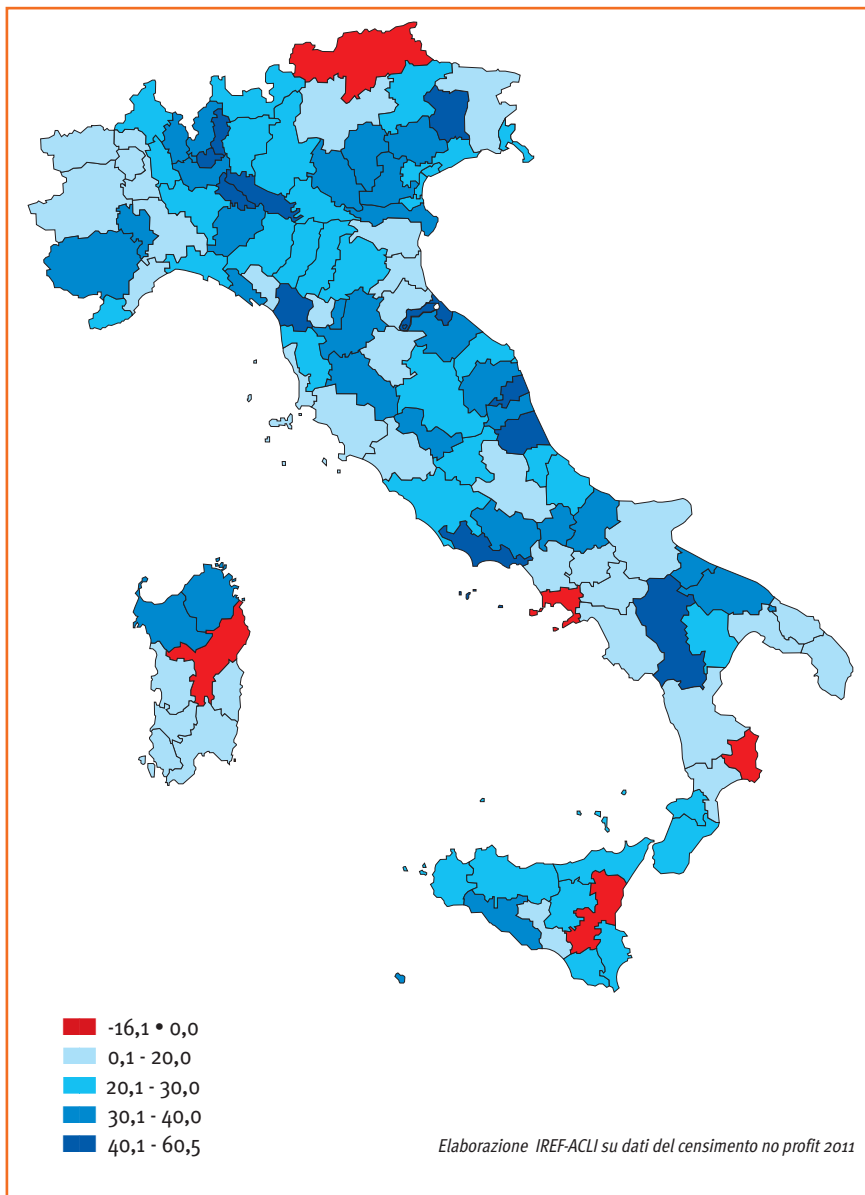 -16,1 • 0,0
0,1 - 20,0
20,1 - 30,0
30,1 - 40,0
40,1 - 60,5
Elaborazione IREF-ACLI su dati del censimento no profit 2011